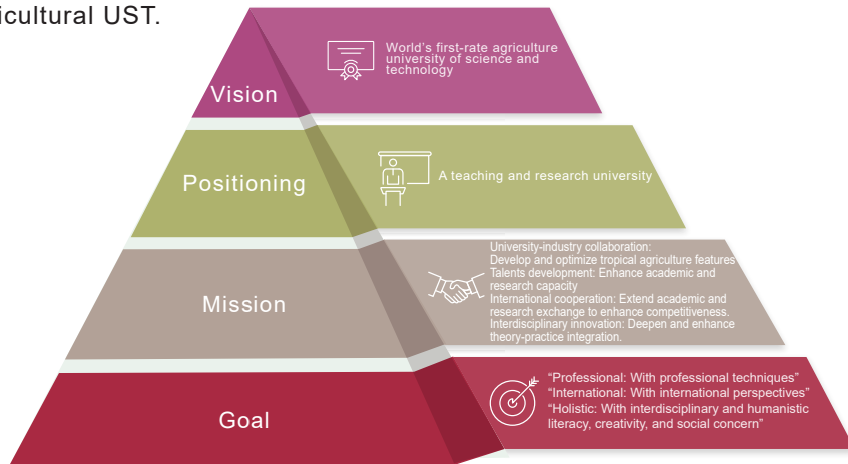 icultural UST.
Vision
World's first-rate agriculture
university of science and
technology
Positioning
A teaching and research university
Mission
University-industry collaboration:
Develop and optimize tropical agriculture features
Talents development: Enhance academic and
research capacity
International cooperation: Extend academic and
research exchange to enhance competitiveness.
Interdisciplinary innovation: Deepen and enhance
theory-practice integration.
Goal
“Professional: With professional techniques”
“International: With international perspectives”
“Holistic: With interdisciplinary and humanistic
literacy, creativity, and social concern”